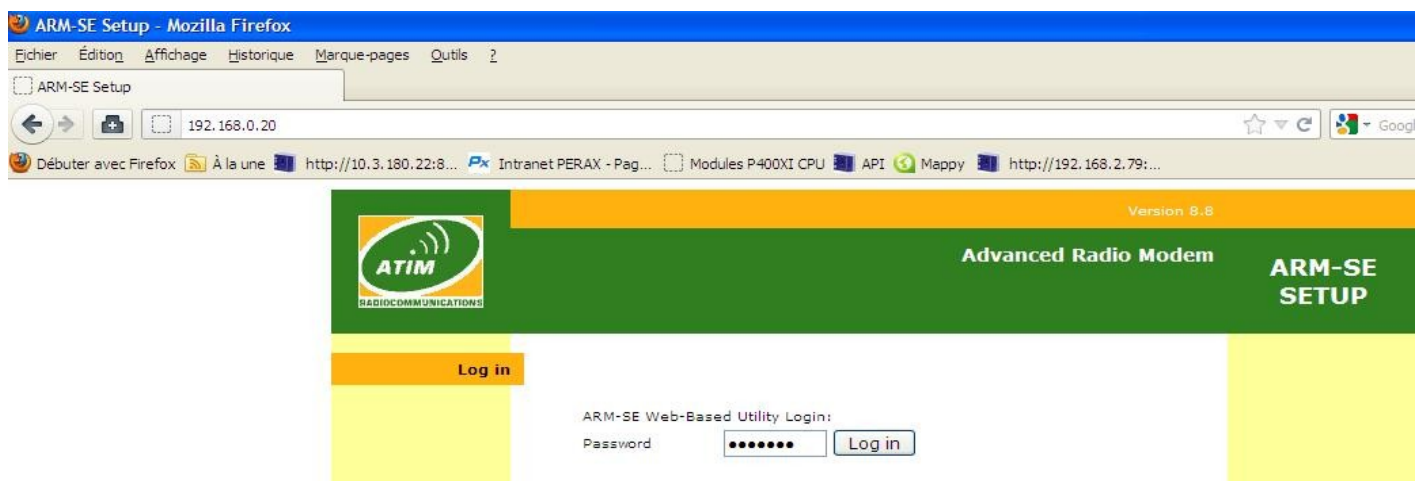 ARM-SE Setup - Mozilla Firefox
Fichier Édition Affichage Historique Marque-pages Outils ?
ARM-SE Setup
192.168.0.20 Googl
Débuter avec Firefox À la une http://10.3.180.22:8... Px Intranet PERAX - Pag... Modules P400XI CPU API Mappy http://192.168.2.79:...
Version 8.8
ATIM
RADIOCOMMUNICATIONS
Advanced Radio Modem
ARM-SE
SETUP
Log in
ARM-SE Web-Based Utility Login:
Password ●●●●●●● Log in